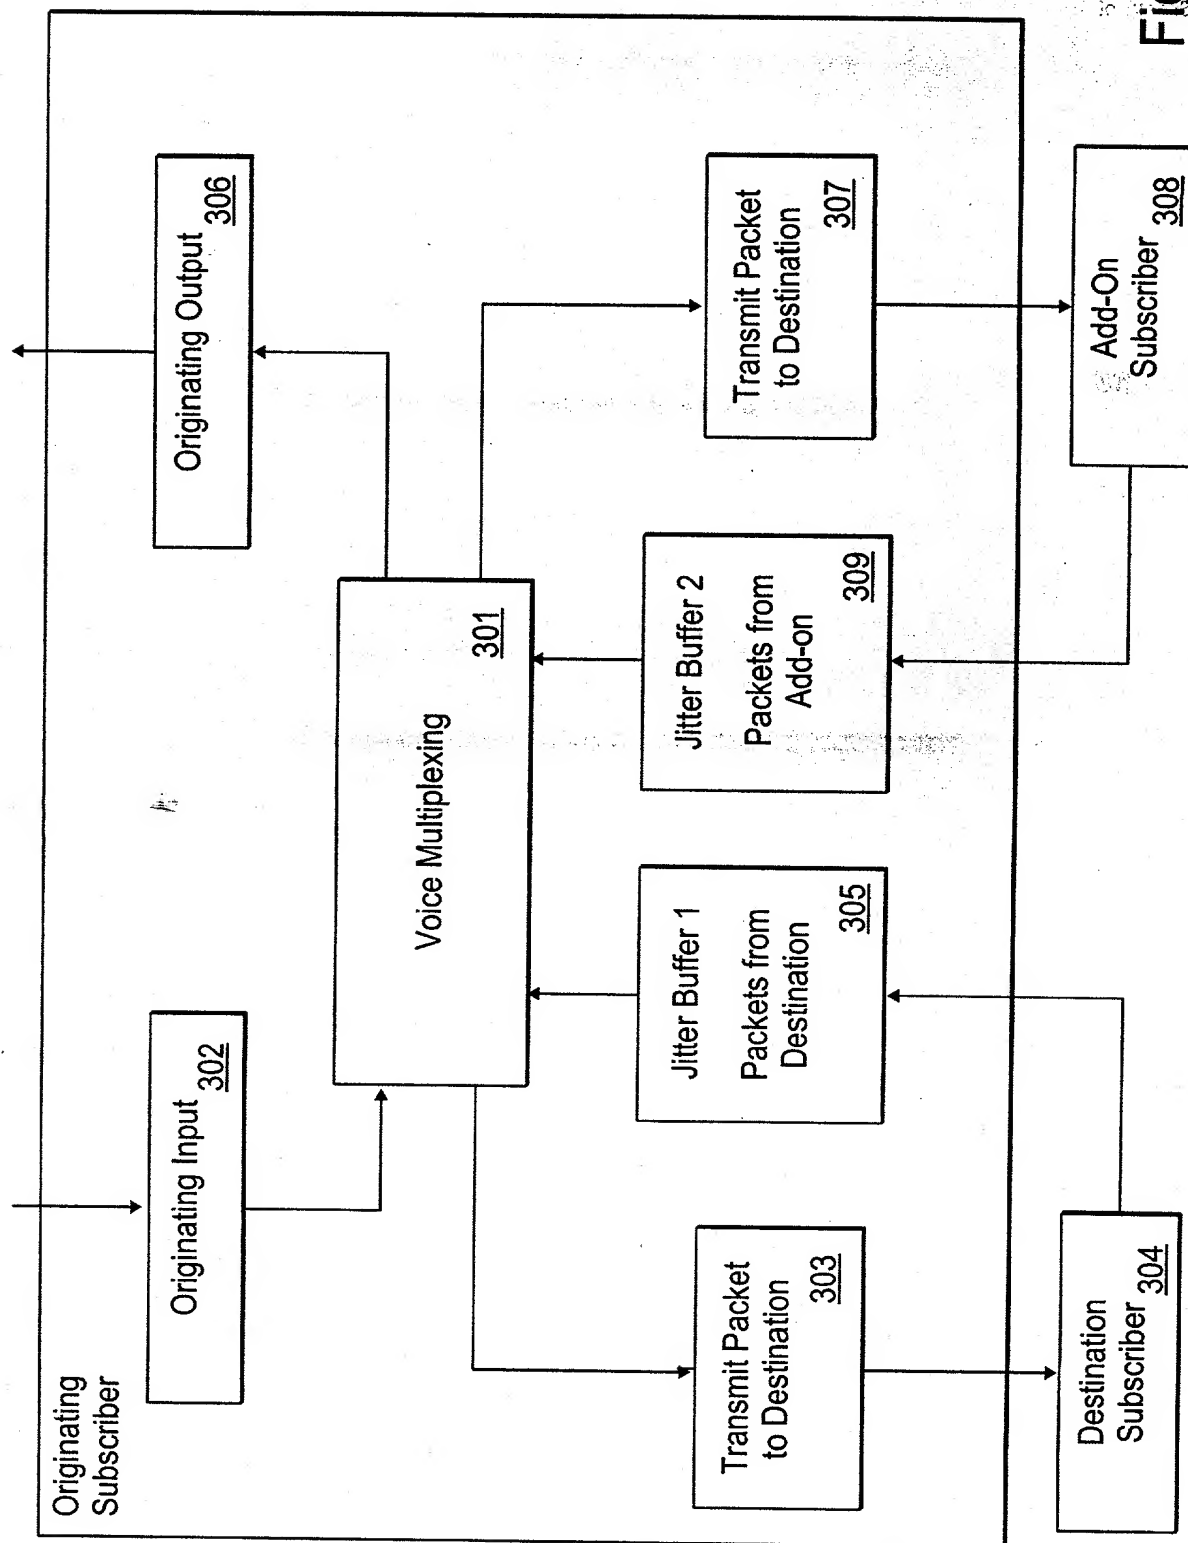 Originating
Subscriber
Originating Input
302
Originating Output
306
Voice Multiplexing
301
Transmit Packet
to Destination
303
Jitter Buffer 1
Packets from
Destination
305
Jitter Buffer 2
Packets from
Add-on
309
Transmit Packet
to Destination
307
Destination
Subscriber
304
Add-On
Subscriber
308